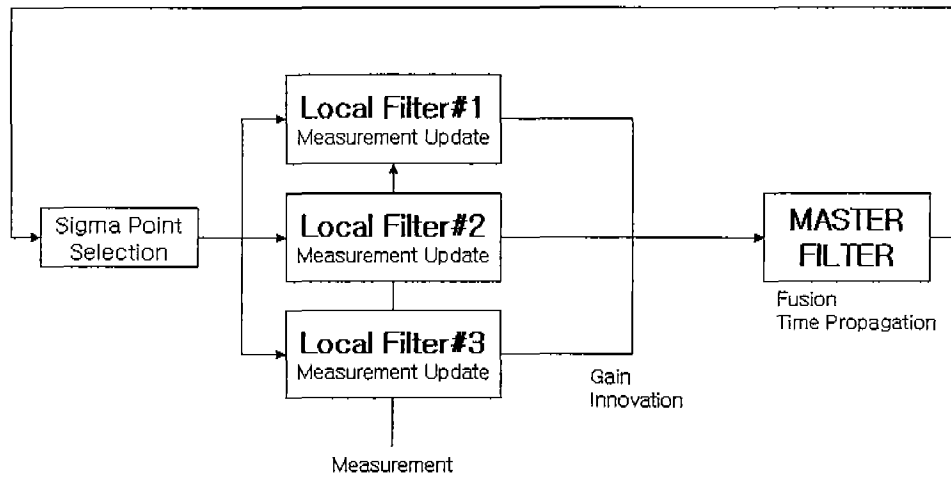 Local Filter#1
Measurement Update
Sigma Point
Selection
Local Filter#2
Measurement Update
MASTER
FILTER
Fusion
Time Propagation
Local Filter#3
Measurement Update
Gain
Innovation
Measurement